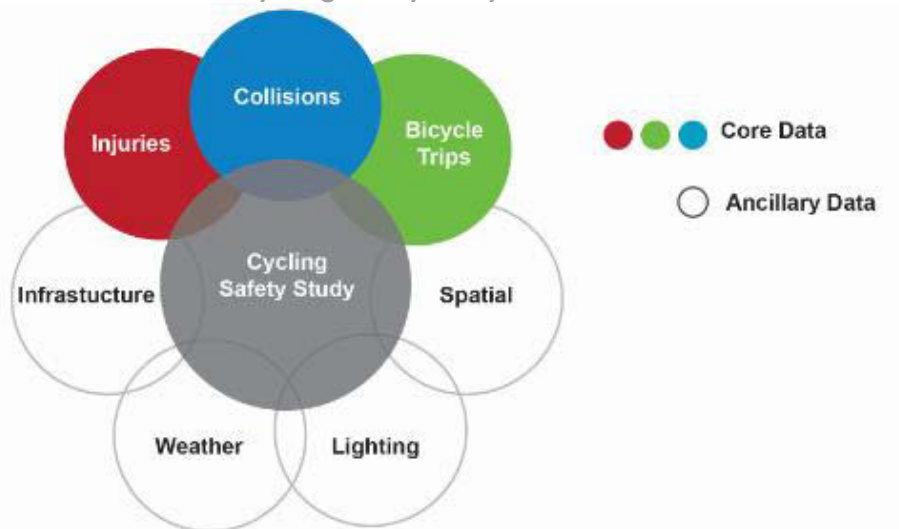 Collisions
Injuries
Bicycle
Trips
Core Data
Ancillary Data
Cycling
Safety Study
Infrastucture
Spatial
Weather
Lighting